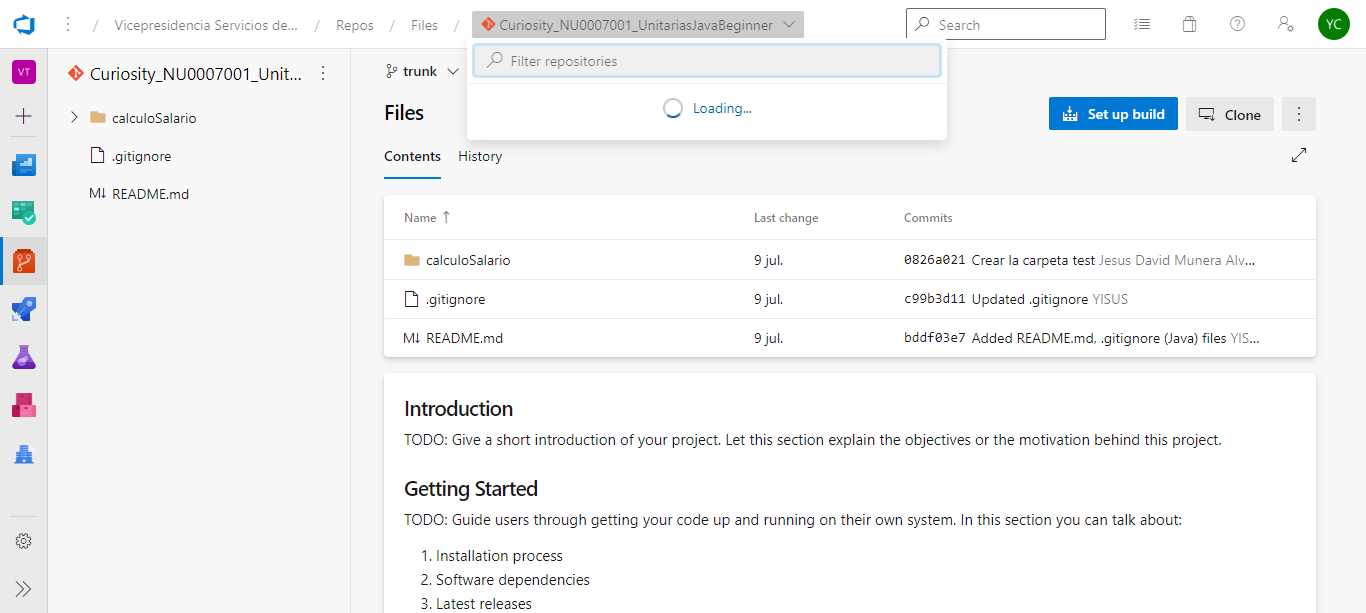 Vicepresidencia Servicios de... / Repos / Files / Curiosity_NU0007001_UnitariasJavaBeginner
Search
YC
VT
Curiosity_NU0007001_Unit...
trunk
Filter repositories
Loading...
calculoSalario
.gitignore
README.md
Files
Set up build
Clone
Contents
History
Name ↑ Last change Commits
calculoSalario 9 jul. 0826a021 Crear la carpeta test Jesus David Munera Alv...
.gitignore 9 jul. c99b3d11 Updated .gitignore YISUS
README.md 9 jul. bddf03e7 Added README.md, .gitignore (Java) files YIS...
Introduction
TODO: Give a short introduction of your project. Let this section explain the objectives or the motivation behind this project.
Getting Started
TODO: Guide users through getting your code up and running on their own system. In this section you can talk about:
1. Installation process
2. Software dependencies
3. Latest releases